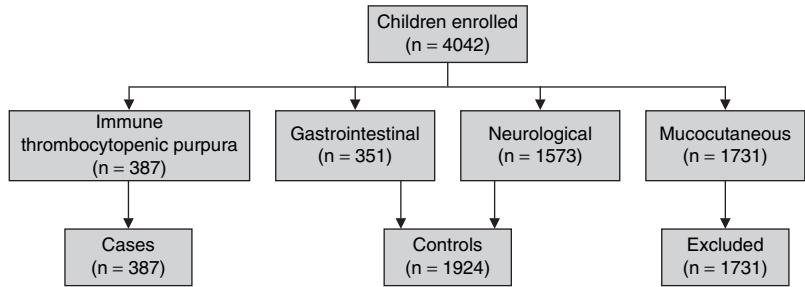 Children enrolled
(n = 4042)
Immune
thrombocytopenic purpura
(n = 387)
Gastrointestinal
(n = 351)
Neurological
(n = 1573)
Mucocutaneous
(n = 1731)
Cases
(n = 387)
Controls
(n = 1924)
Excluded
(n = 1731)